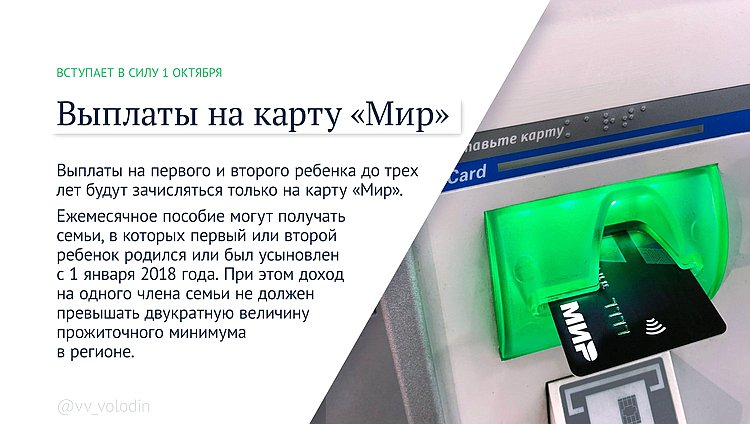 ВСТУПАЕТ В СИЛУ 1 ОКТЯБРЯ
Выплаты на карту «Мир»
Выплаты на первого и второго ребенка до трех
лет будут зачисляться только на карту «Мир».
Ежемесячное пособие могут получать
семьи, в которых первый или второй
ребенок родился или был усыновлен
с 1 января 2018 года. При этом доход
на одного члена семьи не должен
превышать двукратную величину
прожиточного минимума
в регионе.
@vv_volodin
тавьте карту
Card
МИР